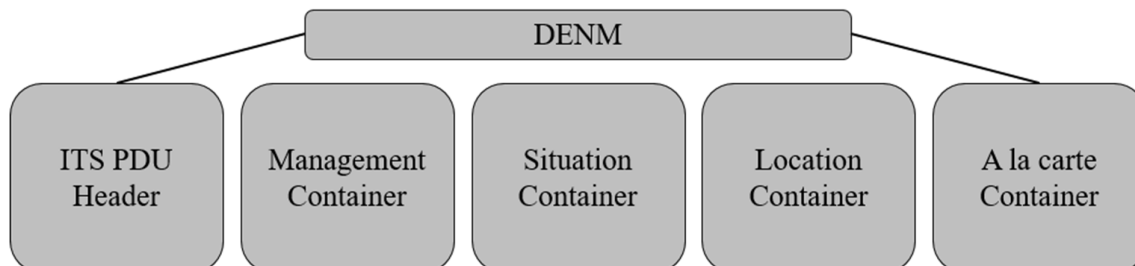 DENM
ITS PDU
Header
Management
Container
Situation
Container
Location
Container
A la carte
Container